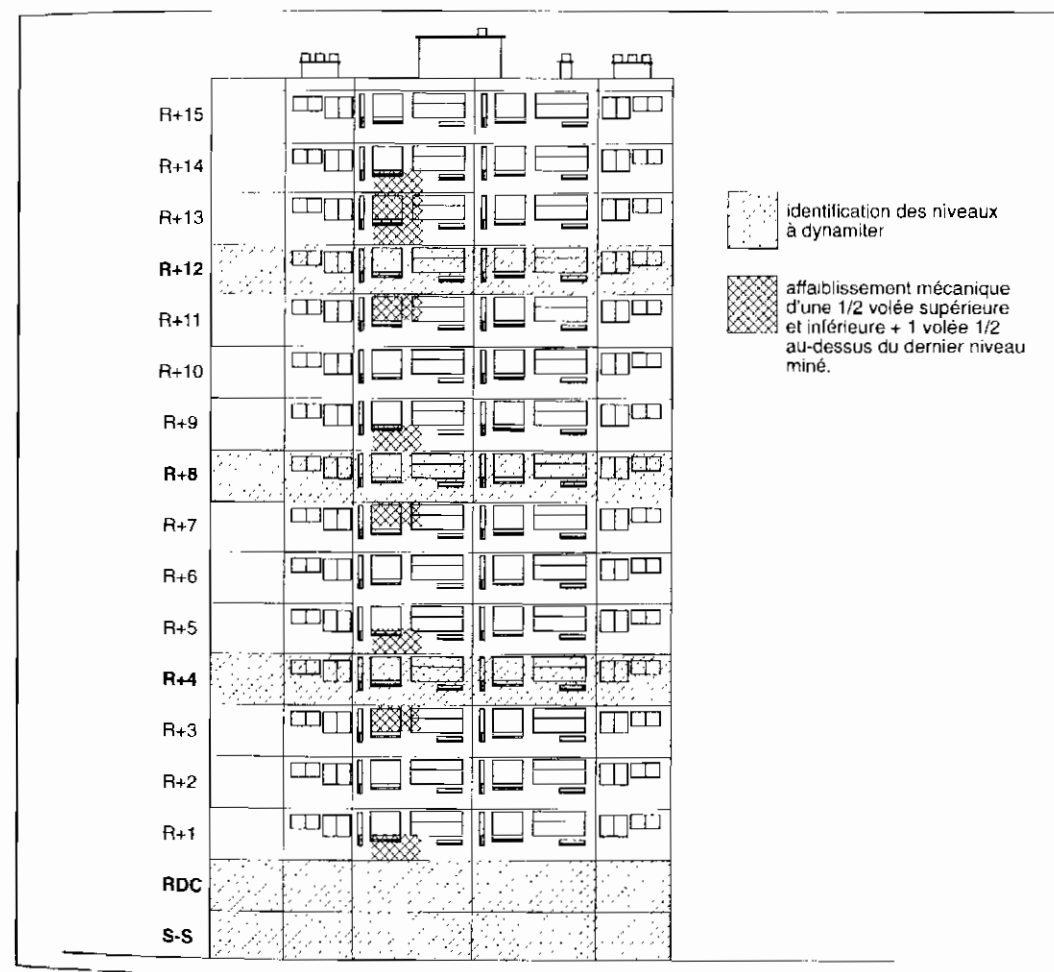 R+15
R+14
R+13
R+12
R+11
R+10
R+9
R+8
R+7
R+6
R+5
R+4
R+3
R+2
R+1
RDC
S-S
identification des niveaux
à dynamiter
affaiblissement mécanique
d'une 1/2 volée supérieure
et inférieure + 1 volée 1/2
au-dessus du dernier niveau
miné.